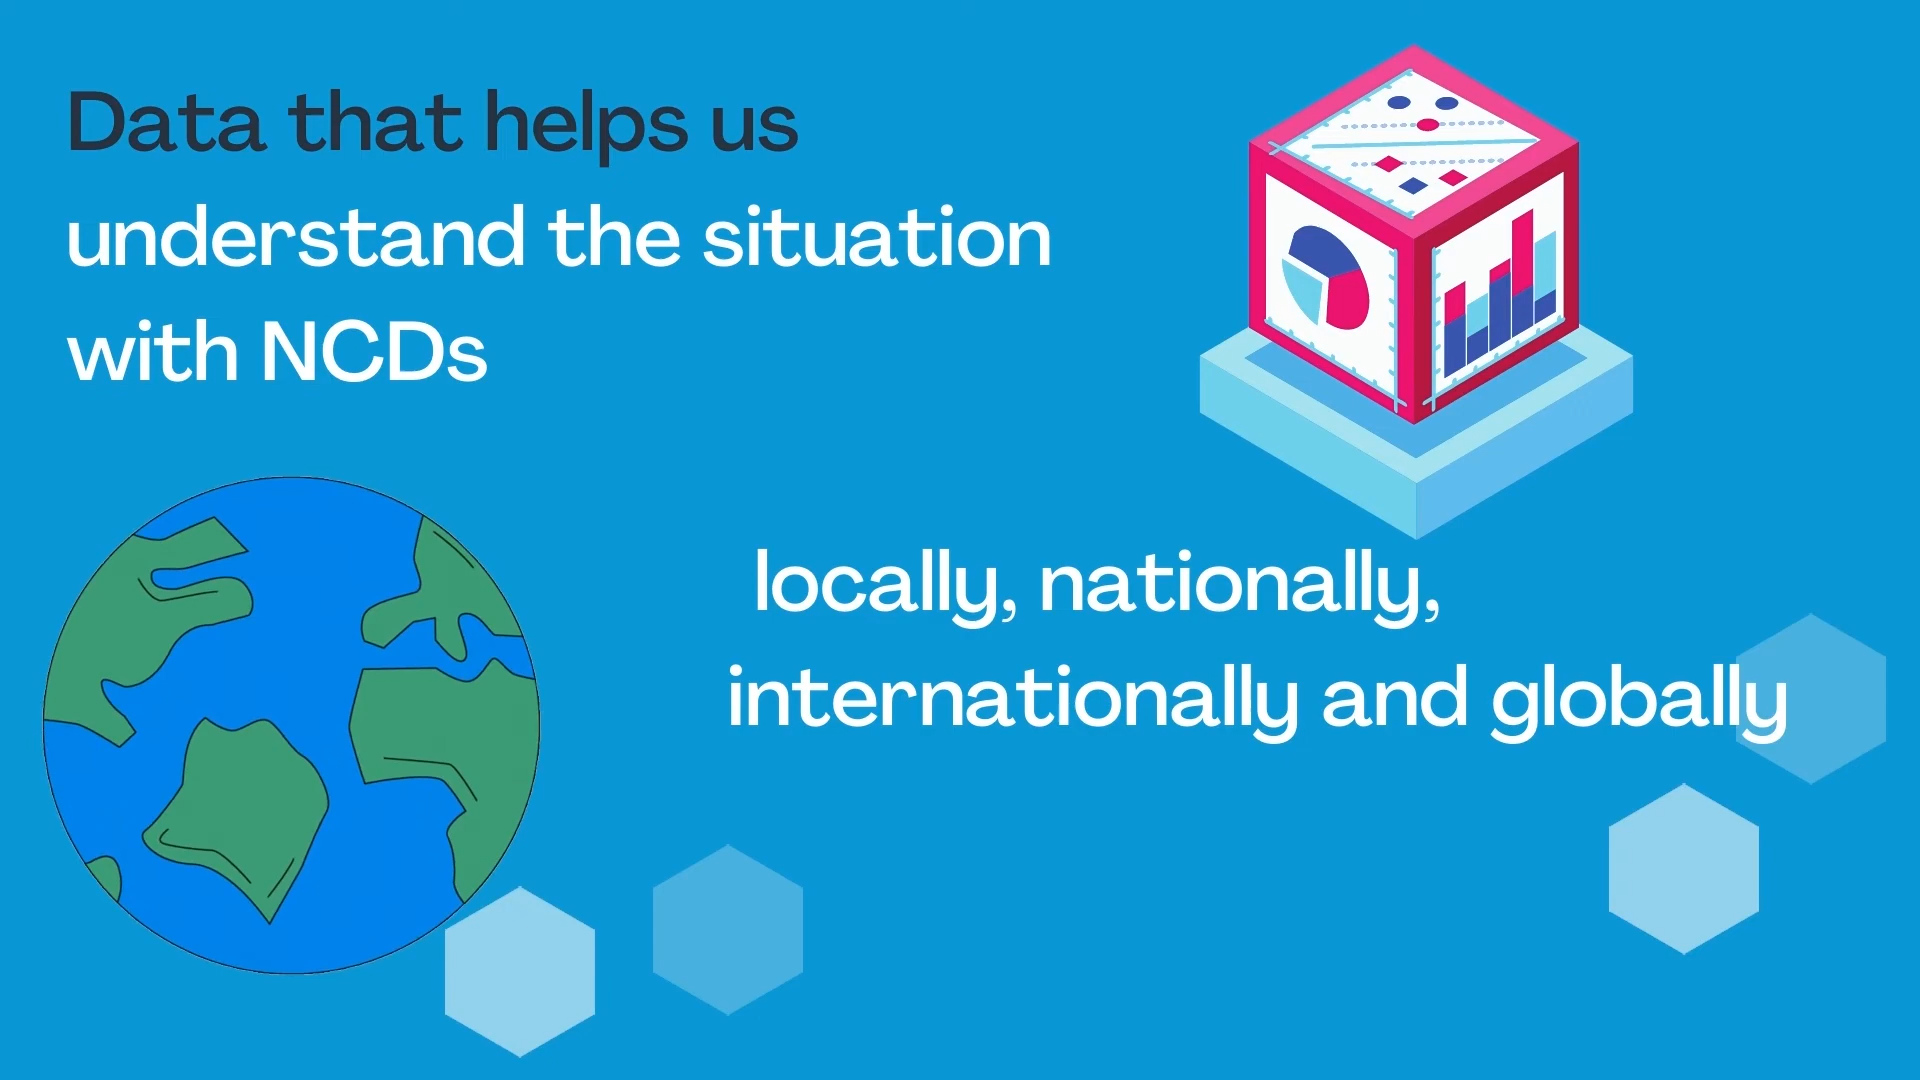 Data that helps us
understand the situation
with NCDs
locally, nationally,
internationally and globally